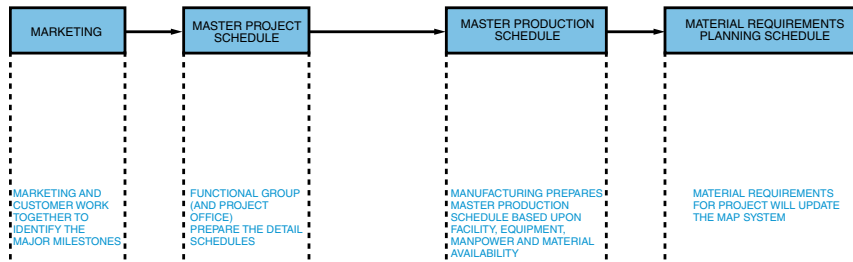 MARKETING
MASTER PROJECT
SCHEDULE
MASTER PRODUCTION
SCHEDULE
MATERIAL REQUIREMENTS
PLANNING SCHEDULE
MARKETING AND
CUSTOMER WORK
TOGETHER TO
IDENTIFY THE
MAJOR MILESTONES
FUNCTIONAL GROUP
(AND PROJECT
OFFICE)
PREPARE THE DETAIL
SCHEDULES
MANUFACTURING PREPARES
MASTER PRODUCTION
SCHEDULE BASED UPON
FACILITY, EQUIPMENT,
MANPOWER AND MATERIAL
AVAILABILITY
MATERIAL REQUIREMENTS
FOR PROJECT WILL UPDATE
THE MAP SYSTEM